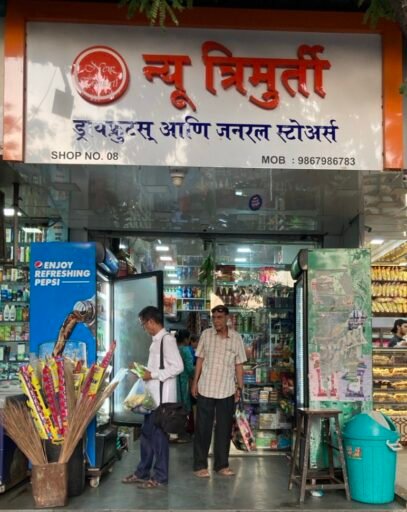 न्यू त्रिमुर्ती
ड्रायफ्रुटस् आणि जनरल स्टोअर्स
SHOP NO. 08
MOB : 9867986783
ENJOY
REFRESHING
PEPSI